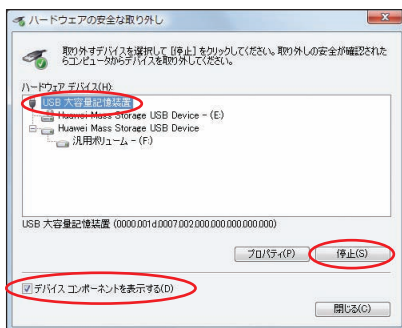 ハードウェアの安全な取り外し
取り外すデバイスを選択して [停止] をクリックしてください。取り外しの安全が確認された
らコンピュータからデバイスを取り外してください。
ハードウェア デバイス(H):
USB 大容量記憶装置
Huawei Mass Storage USB Device - (E:)
Huawei Mass Storage USB Device
汎用ボリューム - (F:)
USB 大容量記憶装置 (0000.001d.0007.002.000.000.000.000.000)
プロパティ(P)
停止(S)
デバイス コンポーネントを表示する(D)
閉じる(C)